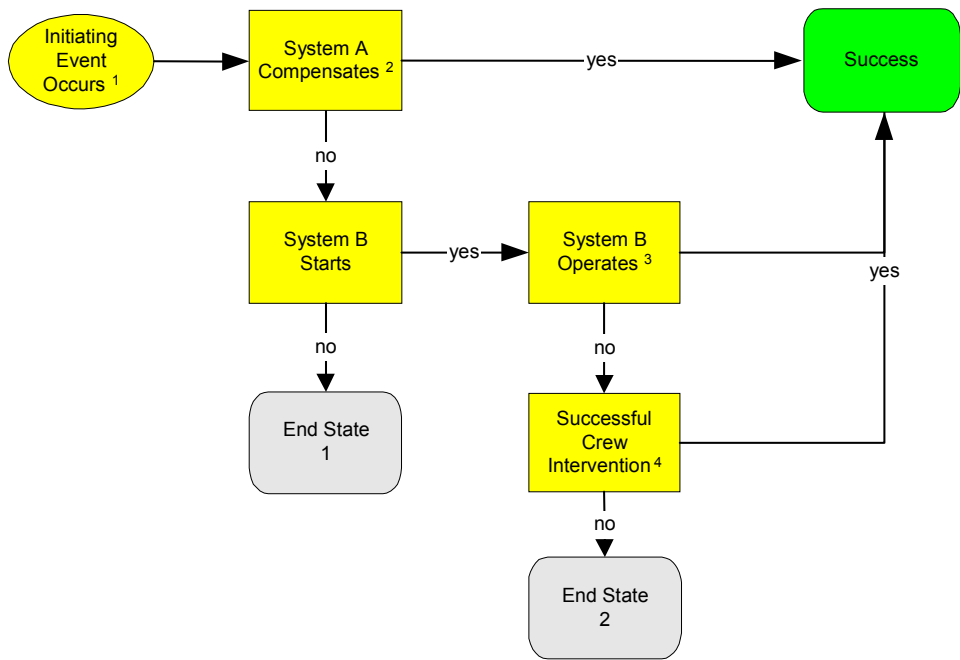 Initiating
Event
Occurs 1
System A
Compensates 2
yes
Success
no
System B
Starts
yes
System B
Operates 3
yes
no
no
End State
1
Successful
Crew
Intervention 4
no
End State
2